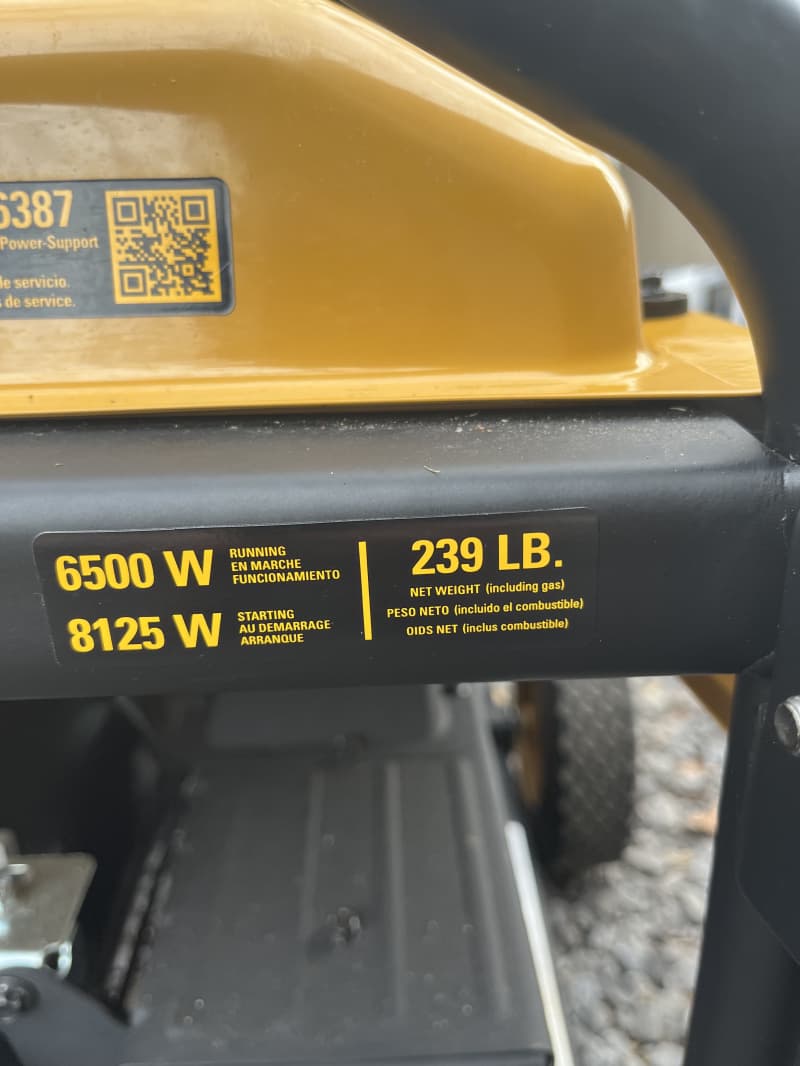 6387
Power-Support
de servicio.
de service.
6500 W RUNNING
EN MARCHE
FUNCIONAMIENTO
8125 W STARTING
AU DEMARRAGE
ARRANQUE
239 LB.
NET WEIGHT (including gas)
PESO NETO (incluido el combustible)
OIDS NET (inclus combustible)